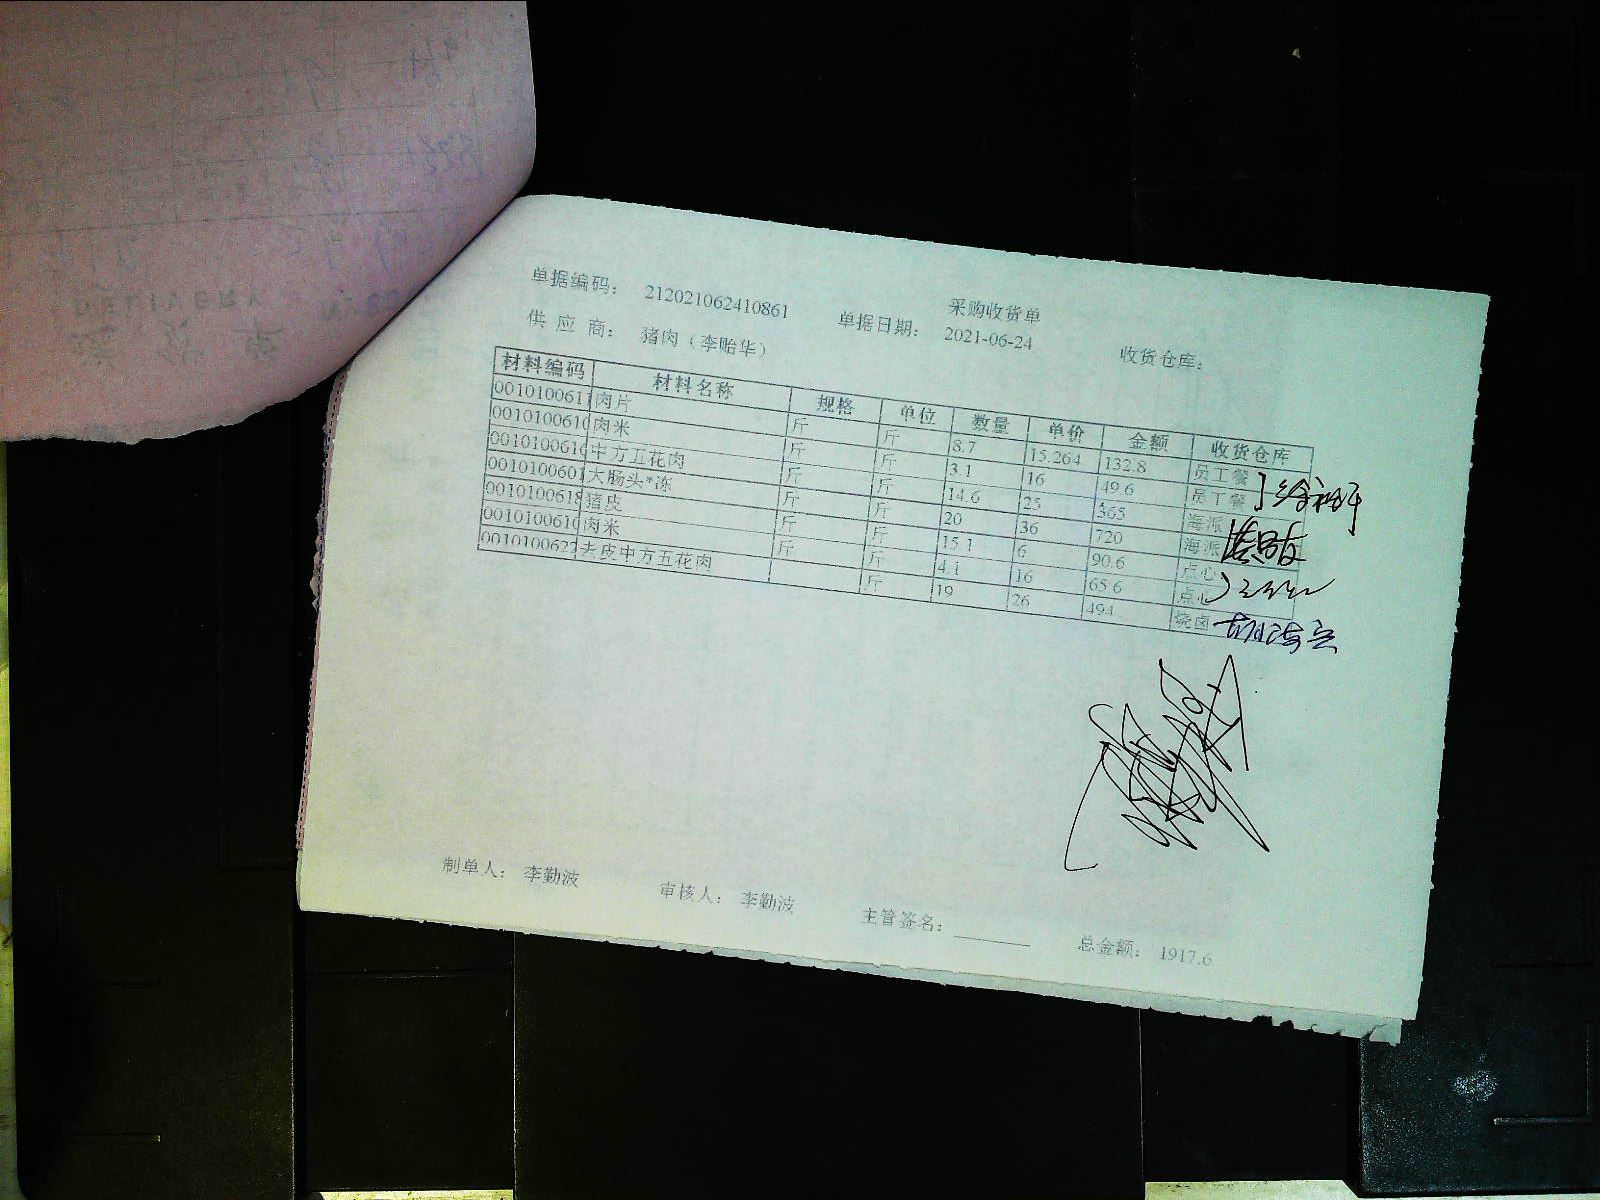 采购收货单
单据编码： 212021062410861 单据日期： 2021-06-24 收货仓库：
供 应 商： 猪肉（李贻华）
材料编码 材料名称 规格 单位 数量 单价 金额 收货仓库
0010100611 肉片 斤 斤 8.7 15.264 132.8 员工餐
0010100610 肉米 斤 斤 3.1 16 49.6 员工餐
0010100616 中方五花肉 斤 斤 14.6 25 365 海派
0010100601 大肠头*冻 斤 斤 20 36 720 海派
0010100618 猪皮 斤 斤 15.1 6 90.6 点心
0010100610 肉米 斤 斤 4.1 16 65.6 点心
0010100622 去皮中方五花肉 斤 19 26 494 烧卤
制单人： 李勤波 审核人： 李勤波 主管签名： 总金额： 1917.6
DELIVERY